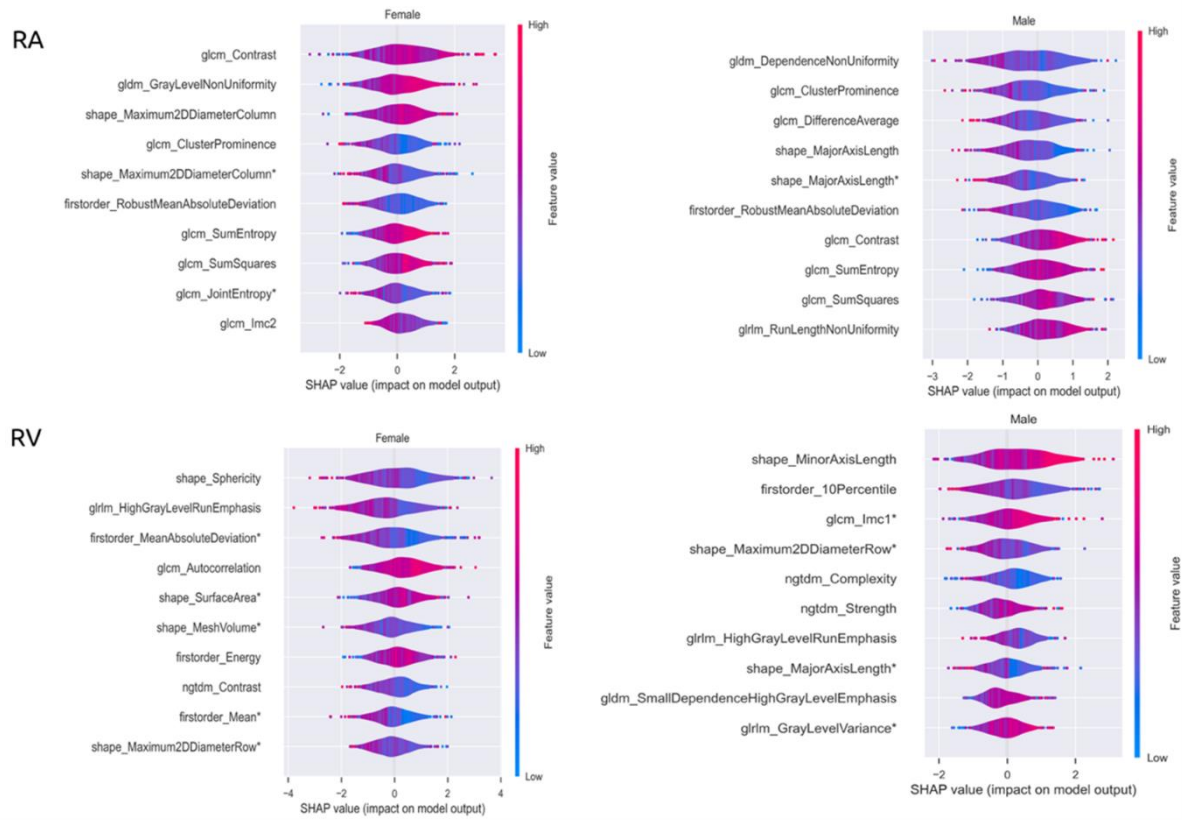 RA
Female
glcm_Contrast
gldm_GrayLevelNonUniformity
shape_Maximum2DDiameterColumn
glcm_ClusterProminence
shape_Maximum2DDiameterColumn*
firstorder_RobustMeanAbsoluteDeviation
glcm_SumEntropy
glcm_SumSquares
glcm_JointEntropy*
glcm_Imc2
−2 0 2
SHAP value (impact on model output)
High
Feature value
Low
Male
gldm_DependenceNonUniformity
glcm_ClusterProminence
glcm_DifferenceAverage
shape_MajorAxisLength
shape_MajorAxisLength*
firstorder_RobustMeanAbsoluteDeviation
glcm_Contrast
glcm_SumEntropy
glcm_SumSquares
glrlm_RunLengthNonUniformity
−3 −2 −1 0 1 2
SHAP value (impact on model output)
High
Feature value
Low
RV
Female
shape_Sphericity
glrlm_HighGrayLevelRunEmphasis
firstorder_MeanAbsoluteDeviation*
glcm_Autocorrelation
shape_SurfaceArea*
shape_MeshVolume*
firstorder_Energy
ngtdm_Contrast
firstorder_Mean*
shape_Maximum2DDiameterRow*
−4 −2 0 2 4
SHAP value (impact on model output)
High
Feature value
Low
Male
shape_MinorAxisLength
firstorder_10Percentile
glcm_Imc1*
shape_Maximum2DDiameterRow*
ngtdm_Complexity
ngtdm_Strength
glrlm_HighGrayLevelRunEmphasis
shape_MajorAxisLength*
gldm_SmallDependenceHighGrayLevelEmphasis
glrlm_GrayLevelVariance*
−2 0 2
SHAP value (impact on model output)
High
Feature value
Low